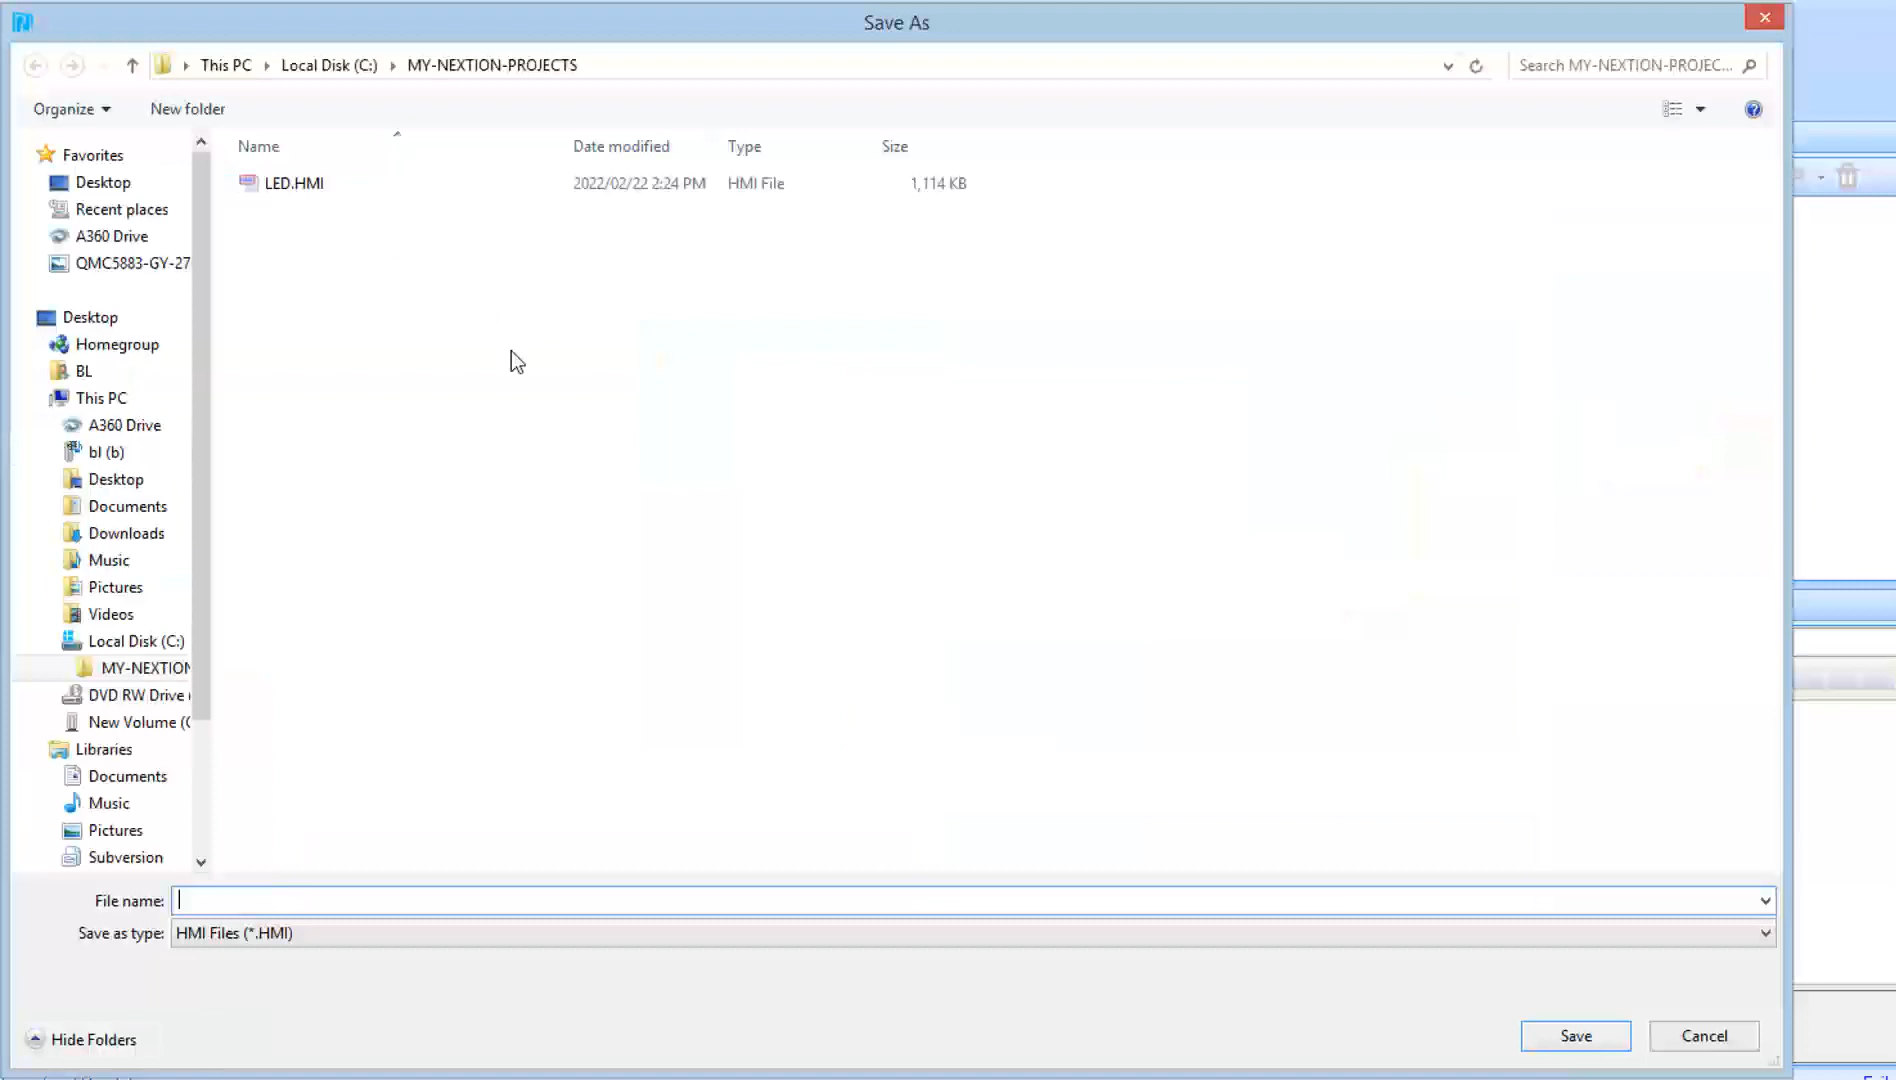 Save As
This PC Local Disk (C:) MY-NEXTION-PROJECTS
Search MY-NEXTION-PROJEC...
Organize New folder
Name Date modified Type Size
LED.HMI 2022/02/22 2:24 PM HMI File 1,114 KB
Favorites
Desktop
Recent places
A360 Drive
QMC5883-GY-27
Desktop
Homegroup
BL
This PC
A360 Drive
bl (b)
Desktop
Documents
Downloads
Music
Pictures
Videos
Local Disk (C:)
MY-NEXTION
DVD RW Drive
New Volume (
Libraries
Documents
Music
Pictures
Subversion
File name:
Save as type: HMI Files (*.HMI)
Hide Folders
Save Cancel